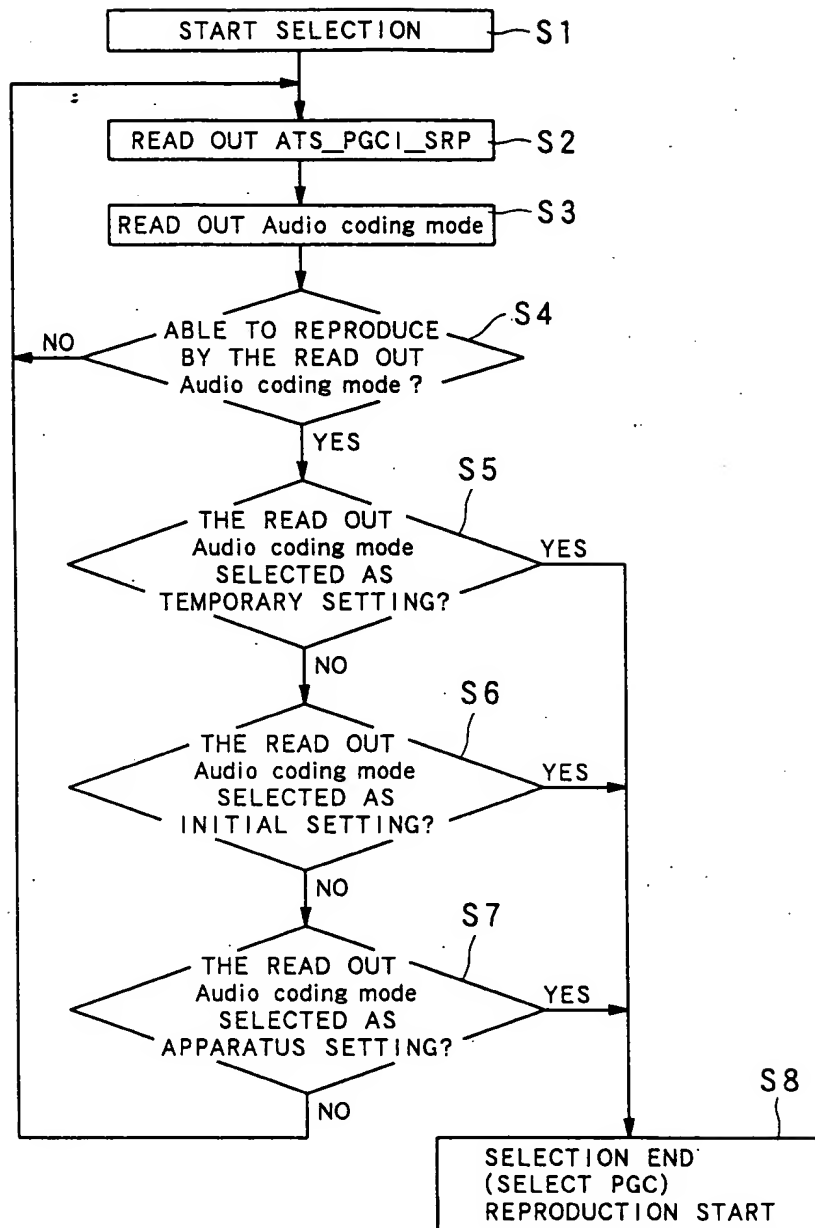 START SELECTION
S1
READ OUT ATS_PGCI_SRP
S2
READ OUT Audio coding mode
S3
ABLE TO REPRODUCE
BY THE READ OUT
Audio coding mode?
S4
NO
YES
THE READ OUT
Audio coding mode
SELECTED AS
TEMPORARY SETTING?
S5
YES
NO
THE READ OUT
Audio coding mode
SELECTED AS
INITIAL SETTING?
S6
YES
NO
THE READ OUT
Audio coding mode
SELECTED AS
APPARATUS SETTING?
S7
YES
NO
S8
SELECTION END
(SELECT PGC)
REPRODUCTION START